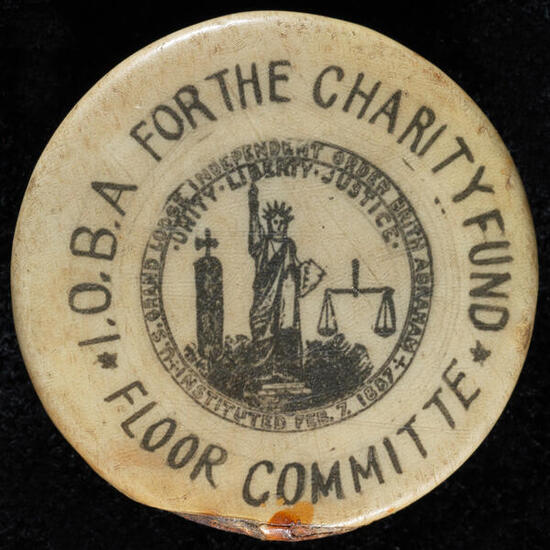 I.O.B.A FOR THE CHARITY FUND
* FLOOR COMMITTE *
GRAND LODGE INDEPENDENT ORDER BRITH ABRAHAM
U.S. INSTITUTED FEB. 7. 1887
UNITY · LIBERTY · JUSTICE ·